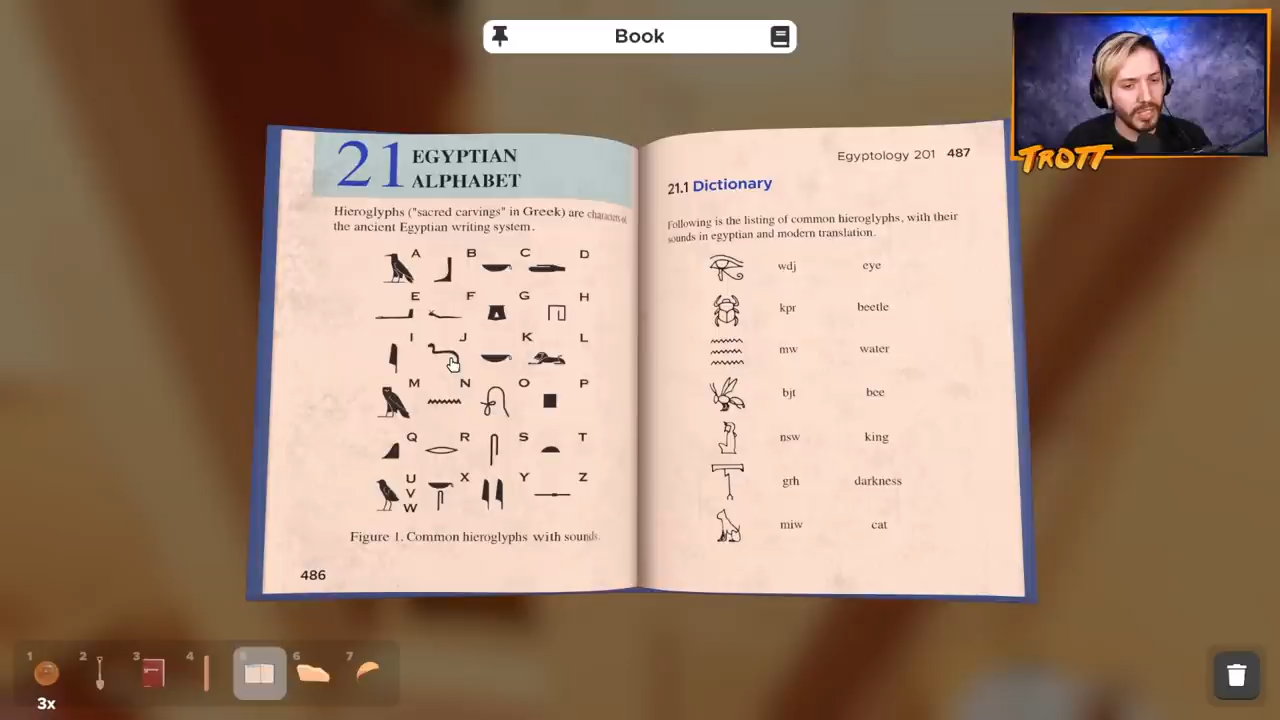 Book
TROTT
21 EGYPTIAN
ALPHABET
Hieroglyphs ("sacred carvings" in Greek) are characters of
the ancient Egyptian writing system.
A B C D
E F G H
I J K L
M N O P
Q R S T
U
V
W
X Y Z
Figure 1. Common hieroglyphs with sounds.
486
Egyptology 201 487
21.1 Dictionary
Following is the listing of common hieroglyphs, with their
sounds in egyptian and modern translation.
wdj eye
kpr beetle
mw water
bjt bee
nsw king
grh darkness
miw cat
1 2 3 4 5 6 7
3x